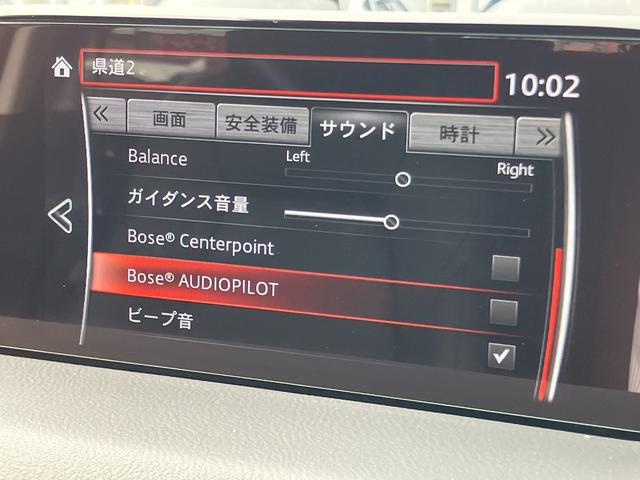 県道2
10:02
« 画面 安全装備 サウンド 時計 »
Balance Left Right
ガイダンス音量
Bose® Centerpoint
Bose® AUDIOPILOT
ビープ音